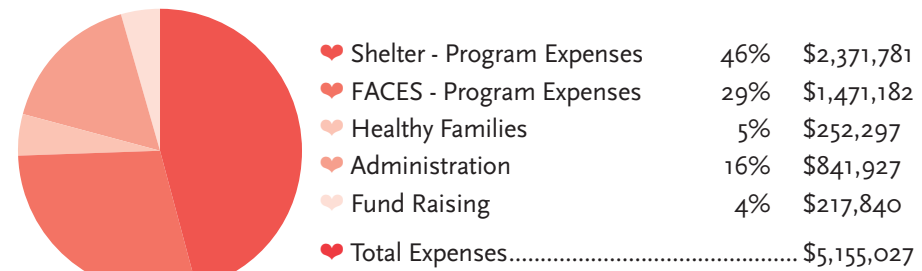 Shelter - Program Expenses 46% $2,371,781
FACES - Program Expenses 29% $1,471,182
Healthy Families 5% $252,297
Administration 16% $841,927
Fund Raising 4% $217,840
Total Expenses............................................. $5,155,027